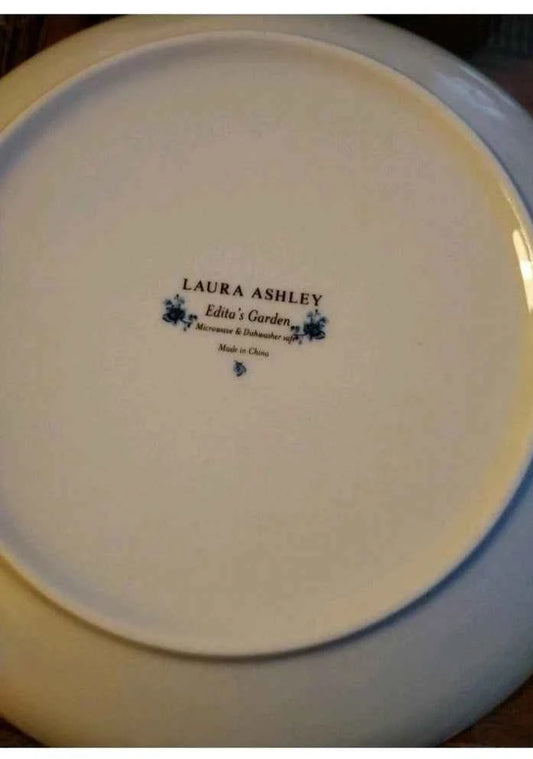 LAURA ASHLEY
Edita's Garden
Microwave & Dishwasher safe
Made in China